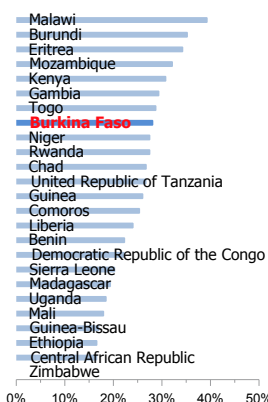 Malawi
Burundi
Eritrea
Mozambique
Kenya
Gambia
Togo
Burkina Faso
Niger
Rwanda
Chad
United Republic of Tanzania
Guinea
Comoros
Liberia
Benin
Democratic Republic of the Congo
Sierra Leone
Madagascar
Uganda
Mali
Guinea-Bissau
Ethiopia
Central African Republic
Zimbabwe
0% 10% 20% 30% 40% 50%